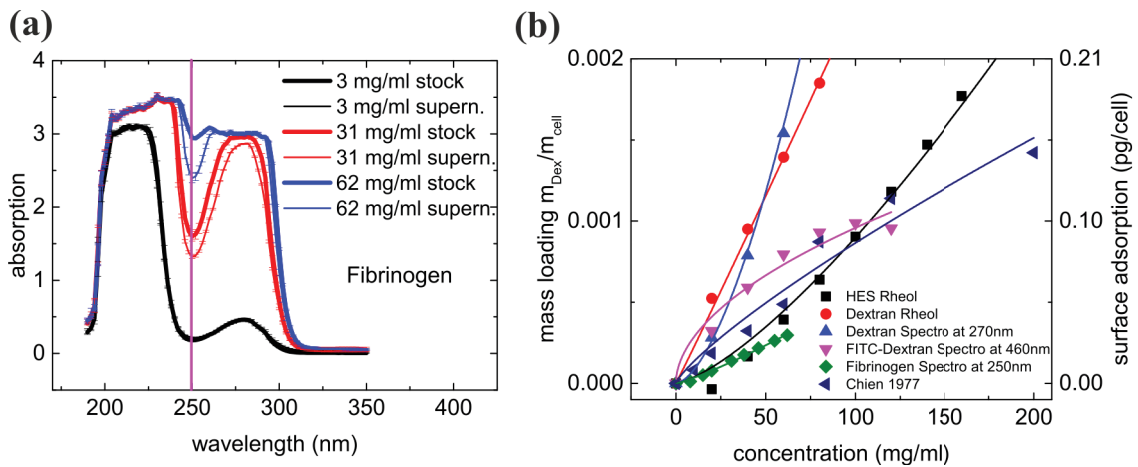 (a)
4
3
2
1
0
absorption
200
250
300
350
400
wavelength (nm)
3 mg/ml stock
3 mg/ml supern.
31 mg/ml stock
31 mg/ml supern.
62 mg/ml stock
62 mg/ml supern.
Fibrinogen
(b)
0.002
0.001
0.000
mass loading mDex/mcell
0.21
0.10
0.00
surface adsorption (pg/cell)
0
50
100
150
200
concentration (mg/ml)
HES Rheol
Dextran Rheol
Dextran Spectro at 270nm
FITC-Dextran Spectro at 460nm
Fibrinogen Spectro at 250nm
Chien 1977